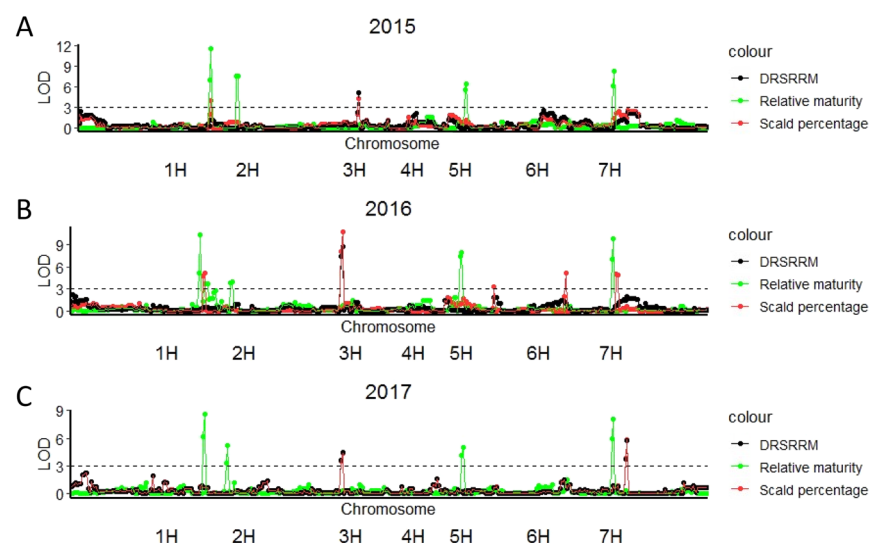 A
2015
12
9
6
3
0
LOD
Chromosome
1H 2H 3H 4H 5H 6H 7H
colour
DRSRRM
Relative maturity
Scald percentage
B
2016
9
6
3
0
LOD
Chromosome
1H 2H 3H 4H 5H 6H 7H
colour
DRSRRM
Relative maturity
Scald percentage
C
2017
9
6
3
0
LOD
Chromosome
1H 2H 3H 4H 5H 6H 7H
colour
DRSRRM
Relative maturity
Scald percentage